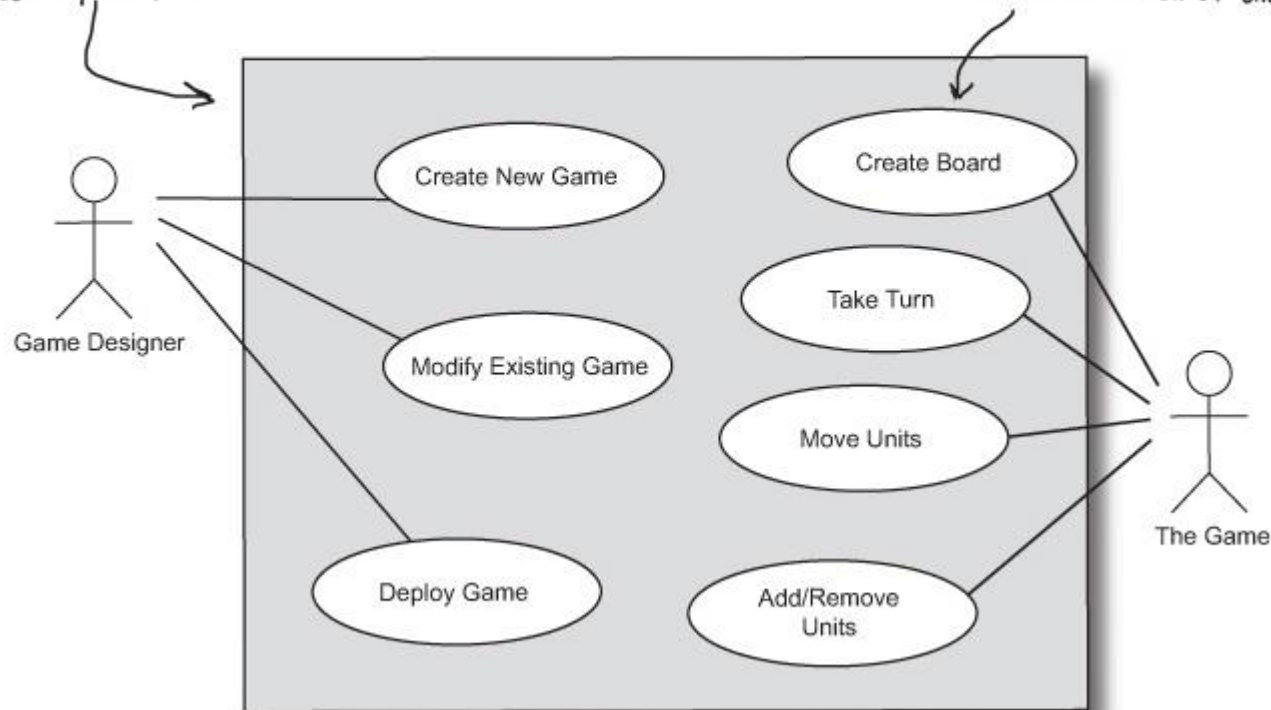 Create New Game
Create Board
Take Turn
Game Designer
Modify Existing Game
Move Units
The Game
Deploy Game
Add/Remove
Units